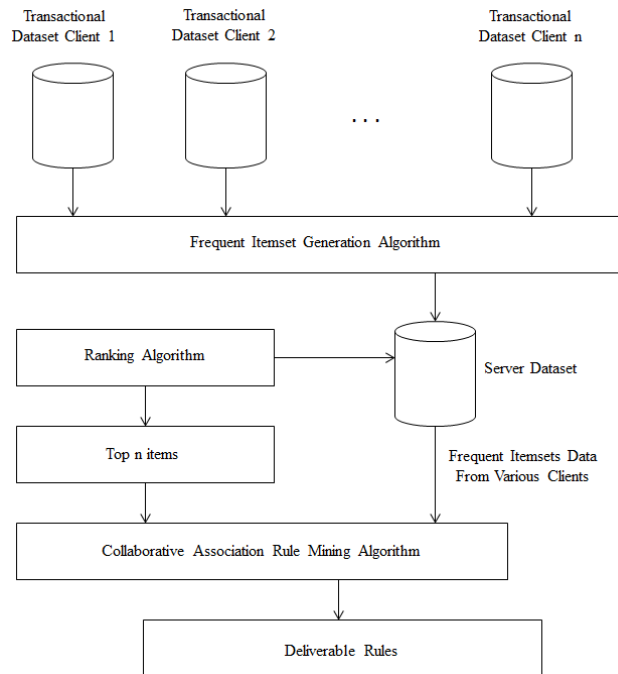 Transactional
Dataset Client 1
Transactional
Dataset Client 2
Transactional
Dataset Client n
...
Frequent Itemset Generation Algorithm
Ranking Algorithm
Server Dataset
Top n items
Frequent Itemsets Data
From Various Clients
Collaborative Association Rule Mining Algorithm
Deliverable Rules